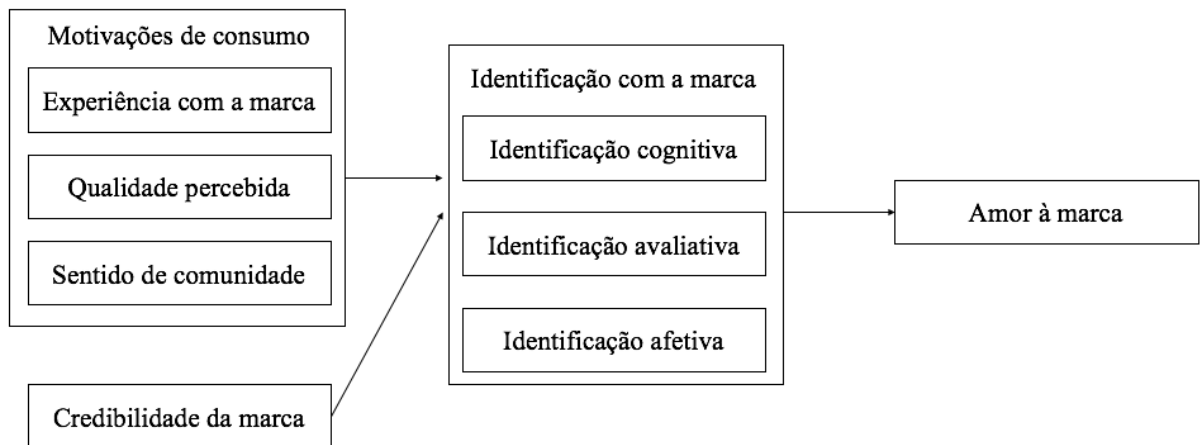 Motivações de consumo
Experiência com a marca
Qualidade percebida
Sentido de comunidade
Credibilidade da marca
Identificação com a marca
Identificação cognitiva
Identificação avaliativa
Identificação afetiva
Amor à marca